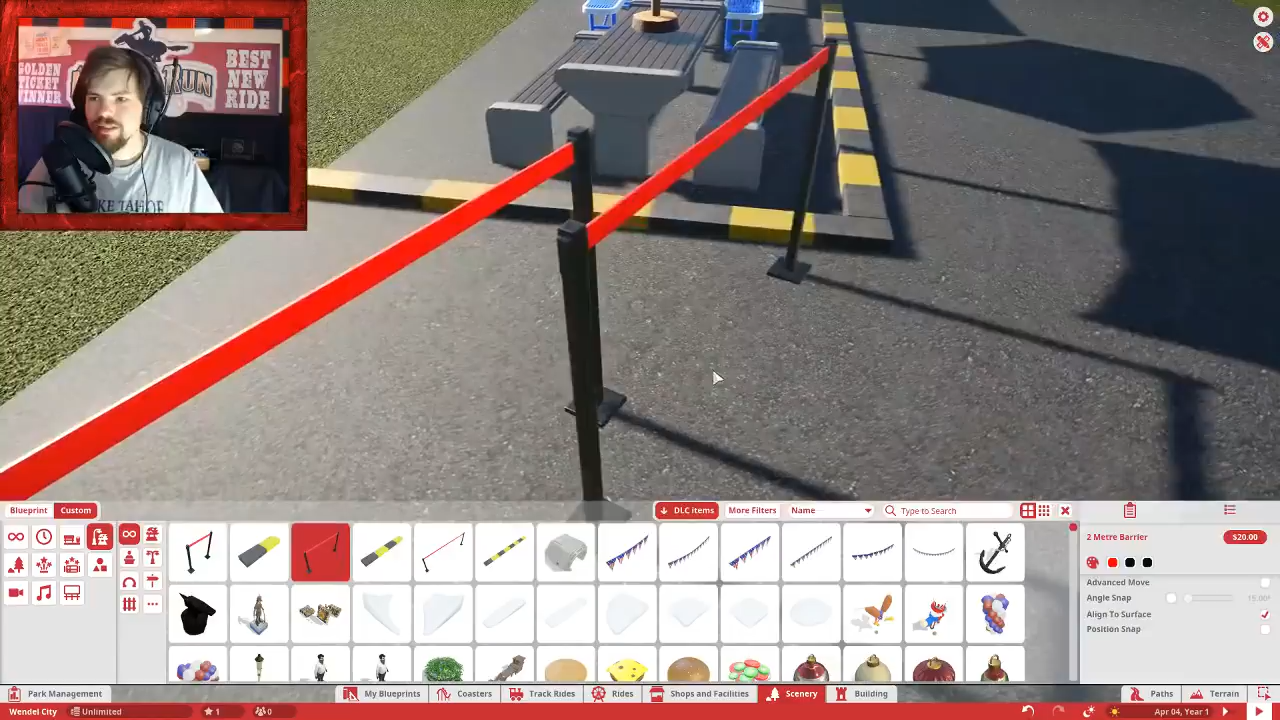 GOLDEN
TICKET
WINNER
RUN
BEST
NEW
RIDE
KE TAHOE
Blueprint
Custom
DLC items
More Filters
Name
Type to Search
2 Metre Barrier
$20.00
Advanced Move
Angle Snap
15.00°
Align To Surface
Position Snap
Park Management
My Blueprints
Coasters
Track Rides
Rides
Shops and Facilities
Scenery
Building
Paths
Terrain
Wendel City
Unlimited
1
0
Apr 04, Year 1